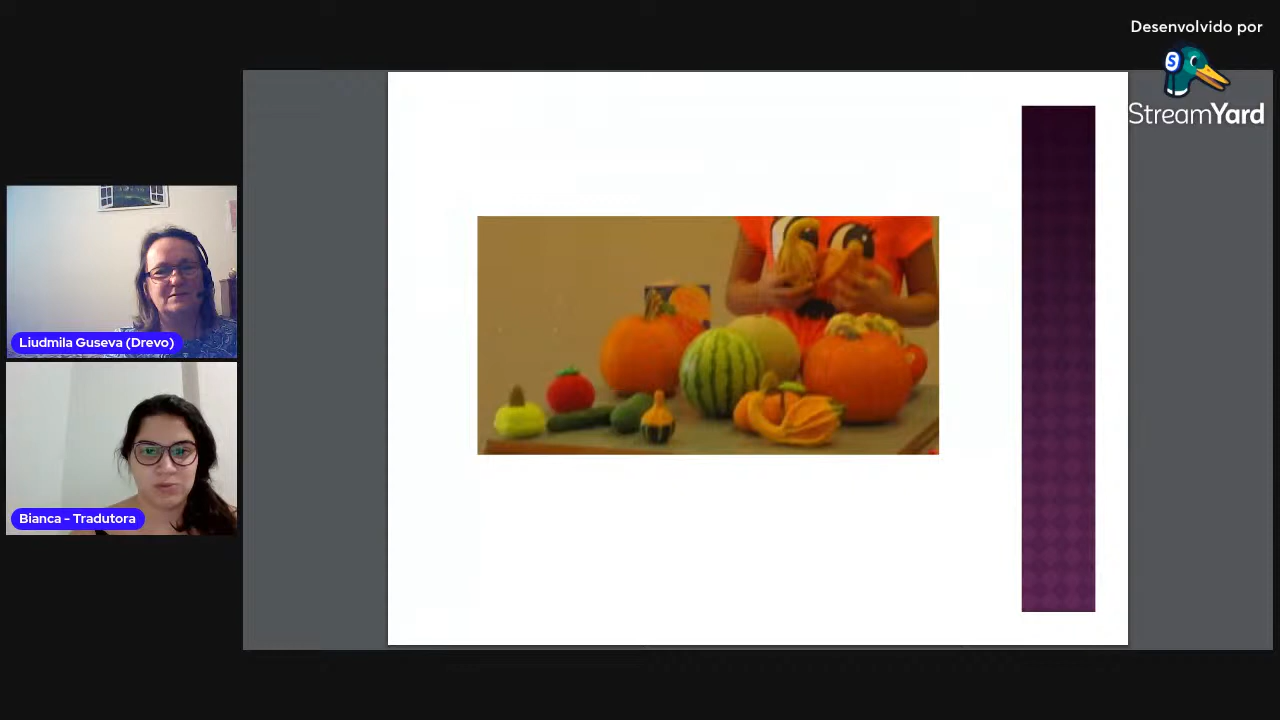 Desenvolvido por
StreamYard
Liudmila Guseva (Drevo)
Bianca - Tradutora